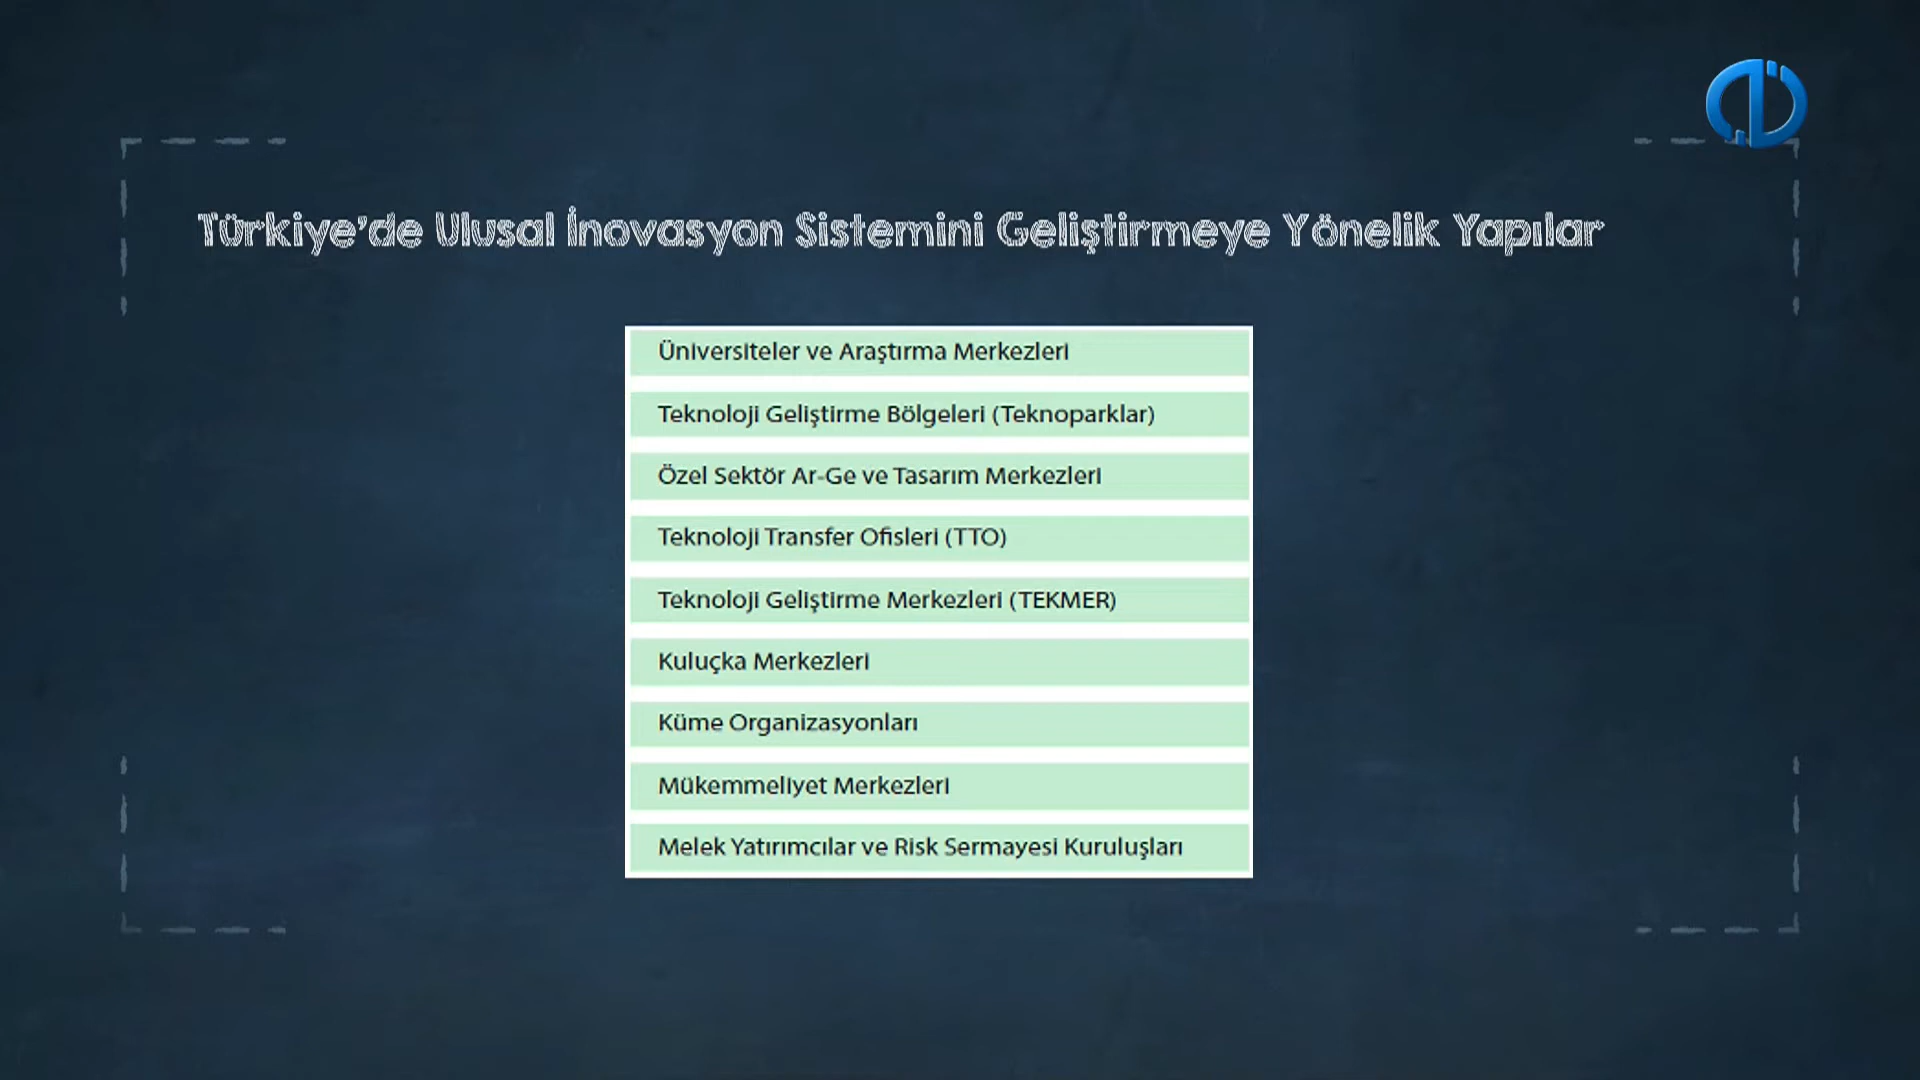 Türkiye'de Ulusal İnovasyon Sistemini Geliştirmeye Yönelik Yapılar
Üniversiteler ve Araştırma Merkezleri
Teknoloji Geliştirme Bölgeleri (Teknoparklar)
Özel Sektör Ar-Ge ve Tasarım Merkezleri
Teknoloji Transfer Ofisleri (TTO)
Teknoloji Geliştirme Merkezleri (TEKMER)
Kuluçka Merkezleri
Küme Organizasyonları
Mükemmeliyet Merkezleri
Melek Yatırımcılar ve Risk Sermayesi Kuruluşları